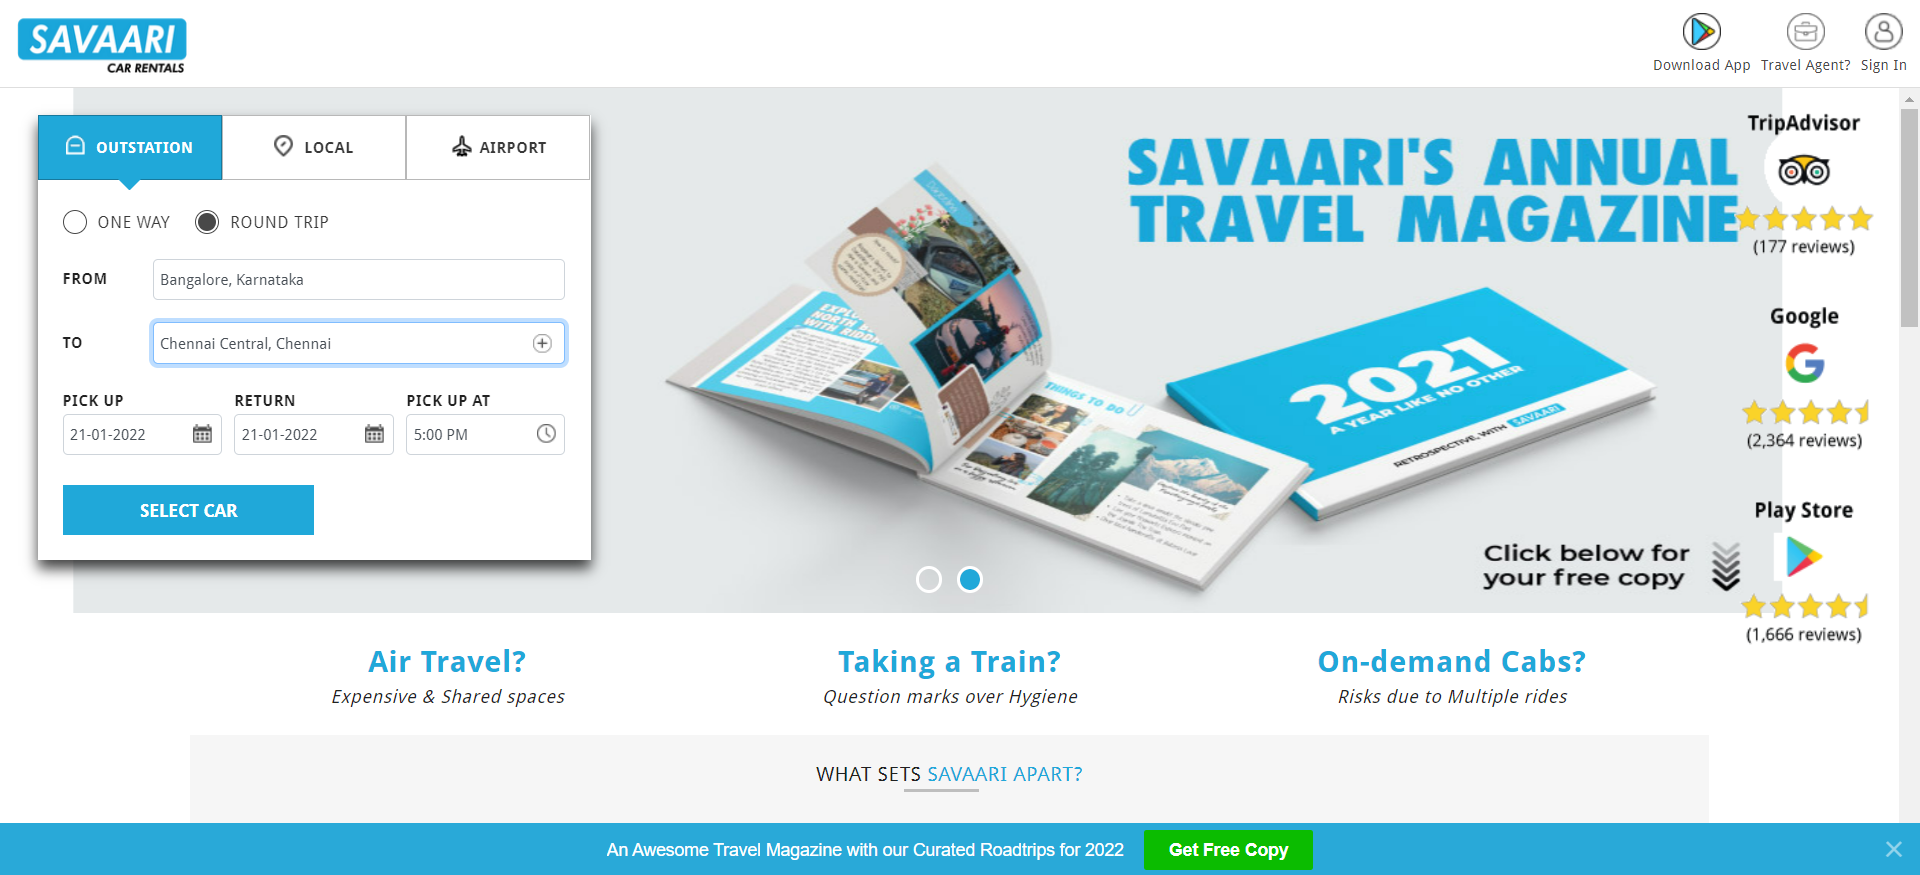 SAVAARI
CAR RENTALS
Download App
Travel Agent?
Sign In
OUTSTATION
LOCAL
AIRPORT
ONE WAY
ROUND TRIP
FROM
Bangalore, Karnataka
TO
Chennai Central, Chennai
PICK UP
RETURN
PICK UP AT
21-01-2022
21-01-2022
5:00 PM
SELECT CAR
SAVAARI'S ANNUAL
TRAVEL MAGAZINE
THINGS TO DO
2021
A YEAR LIKE NO OTHER
RETROSPECTIVE, WITH SAVAARI
Click below for
your free copy
TripAdvisor
(177 reviews)
Google
(2,364 reviews)
Play Store
(1,666 reviews)
Air Travel?
Expensive & Shared spaces
Taking a Train?
Question marks over Hygiene
On-demand Cabs?
Risks due to Multiple rides
WHAT SETS SAVAARI APART?
An Awesome Travel Magazine with our Curated Roadtrips for 2022
Get Free Copy